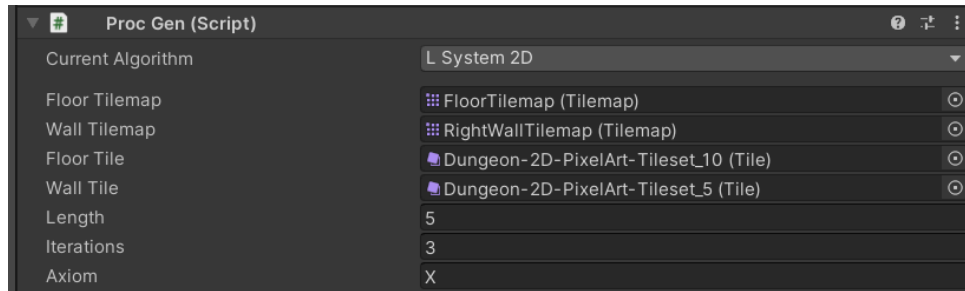 # Proc Gen (Script)
Current Algorithm L System 2D
Floor Tilemap FloorTilemap (Tilemap)
Wall Tilemap RightWallTilemap (Tilemap)
Floor Tile Dungeon-2D-PixelArt-Tileset_10 (Tile)
Wall Tile Dungeon-2D-PixelArt-Tileset_5 (Tile)
Length 5
Iterations 3
Axiom X